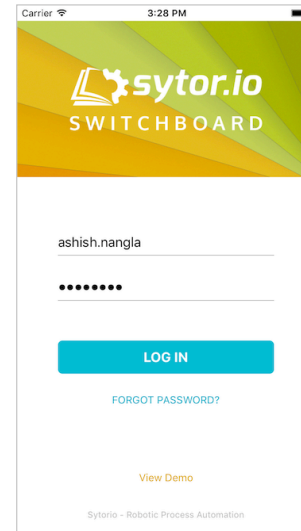 Carrier 3:28 PM
sytor.io
SWITCHBOARD
ashish.nangla
••••••••
LOG IN
FORGOT PASSWORD?
View Demo
Sytorio - Robotic Process Automation